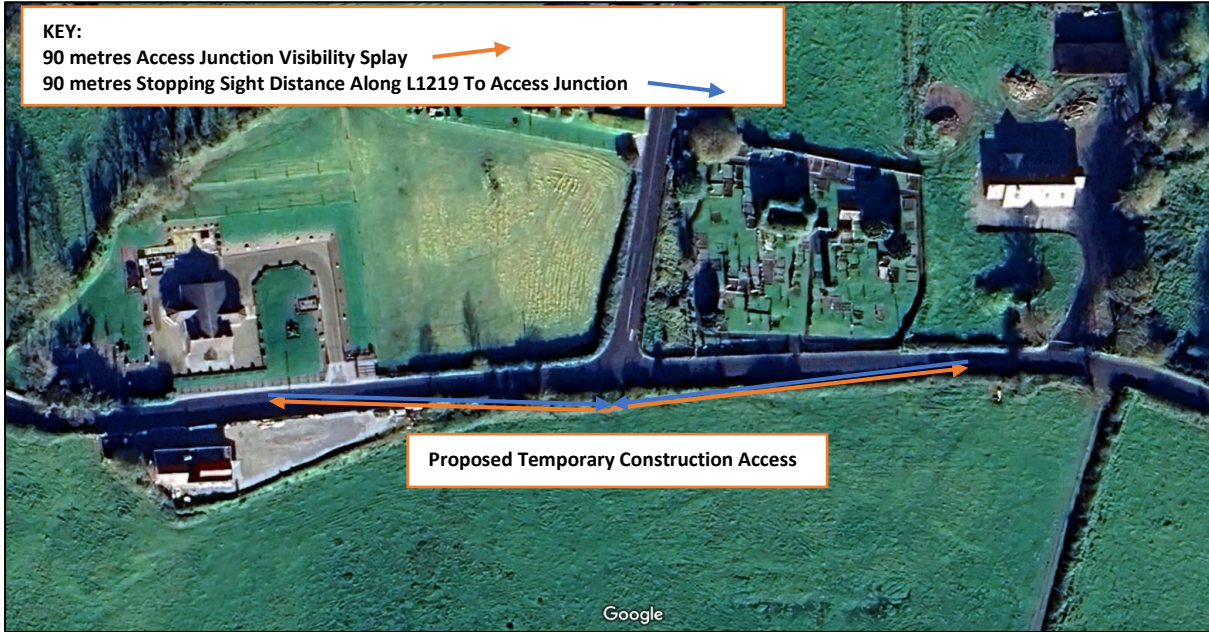 KEY:
90 metres Access Junction Visibility Splay
90 metres Stopping Sight Distance Along L1219 To Access Junction
Proposed Temporary Construction Access
Google